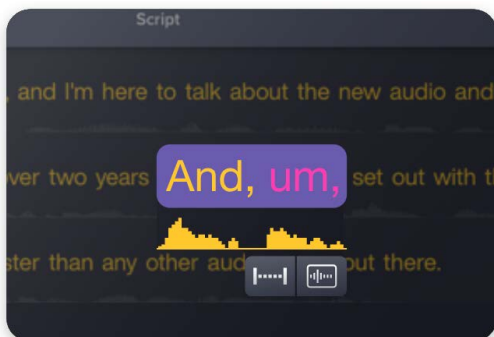 Script
, and I'm here to talk about the new audio and
over two years And, um, set out with
ster than any other aud out there.